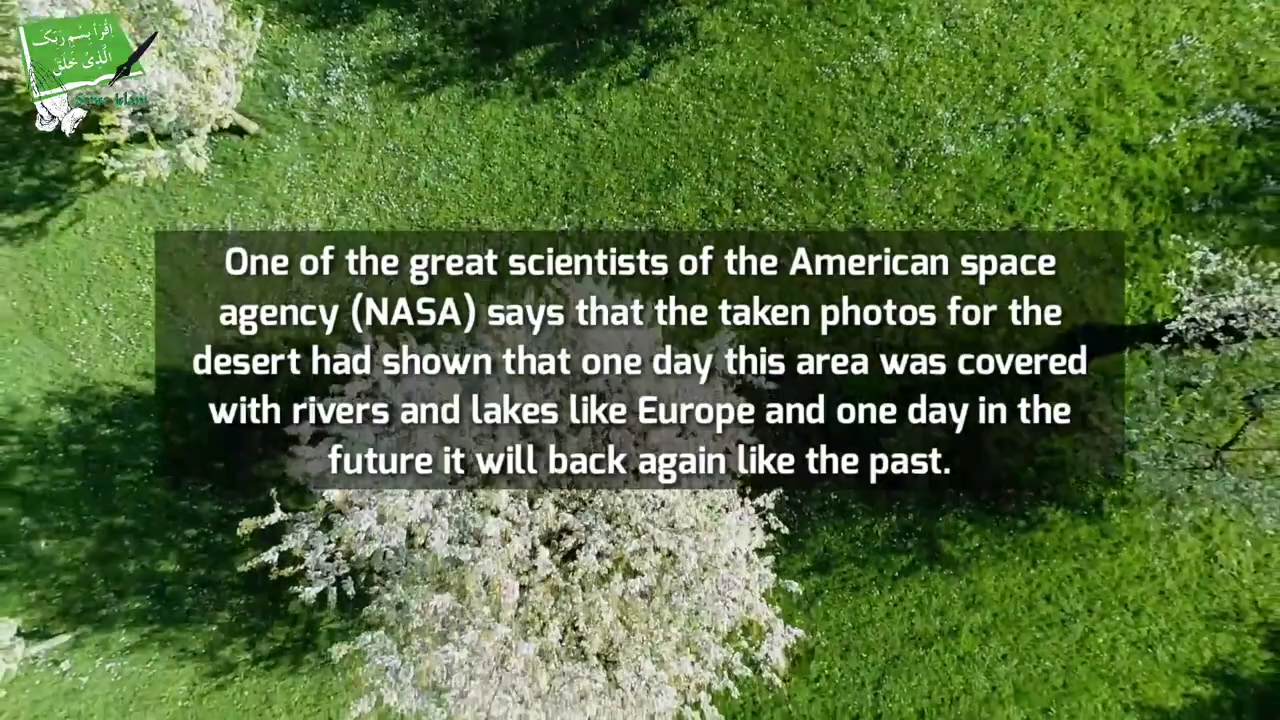 اقرأ بسم ربك
الذی خلق
One of the great scientists of the American space
agency (NASA) says that the taken photos for the
desert had shown that one day this area was covered
with rivers and lakes like Europe and one day in the
future it will back again like the past.